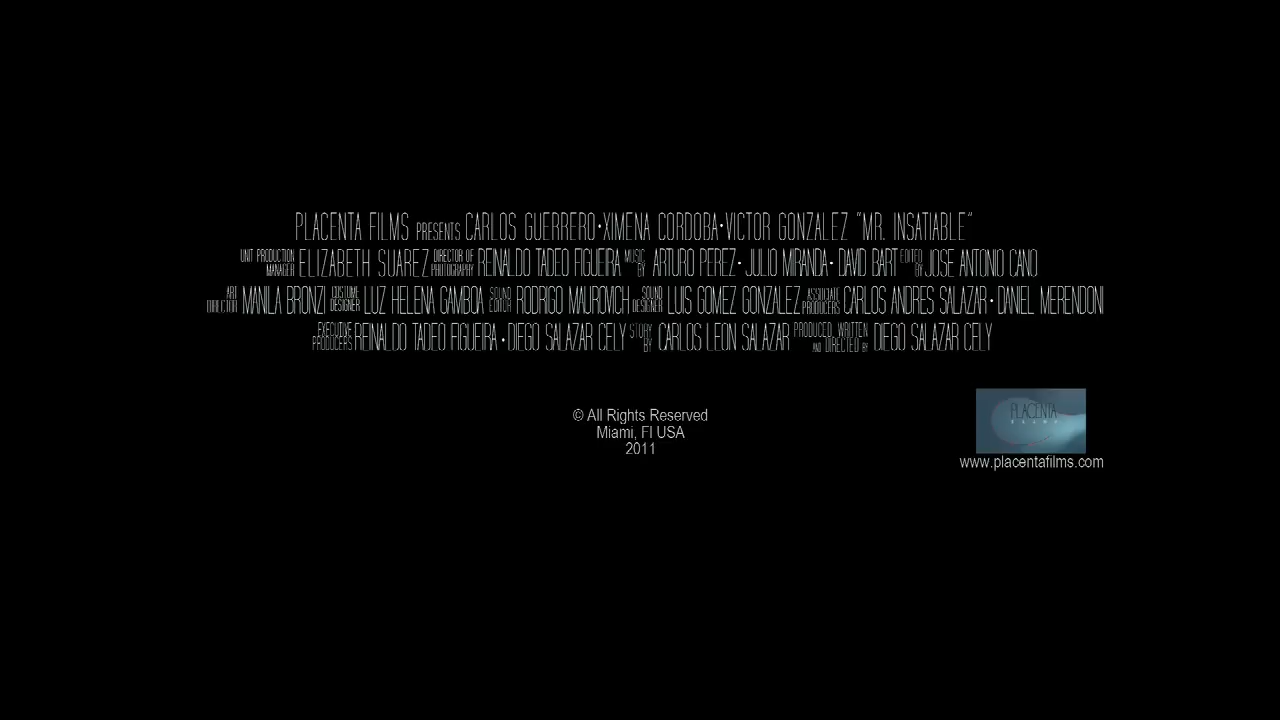 PLACENTA FILMS PRESENTS CARLOS GUERRERO•XIMENA CORDOBA•VICTOR GONZALEZ "MR. INSATIABLE"
UNIT PRODUCTION MANAGER ELIZABETH SUAREZ DIRECTOR OF PHOTOGRAPHY REINALDO TADEO FIGUEIRA MUSIC BY ARTURO PEREZ• JULIO MIRANDA• DAVID BART EDITED BY JOSE ANTONIO CANO
ART DIRECTOR MANILA BRONZI COSTUME DESIGNER LUZ HELENA GAMBOA SOUND EDITOR RODRIGO MAUROVICH SOUND DESIGNER LUIS GOMEZ GONZALEZ ASSOCIATE PRODUCERS CARLOS ANDRES SALAZAR• DANIEL MERENDONI
EXECUTIVE PRODUCERS REINALDO TADEO FIGUEIRA •DIEGO SALAZAR CELY STORY BY CARLOS LEON SALAZAR PRODUCED, WRITTEN AND DIRECTED BY DIEGO SALAZAR CELY
© All Rights Reserved
Miami, Fl USA
2011
PLACENTA
FILMS
www.placentafilms.com